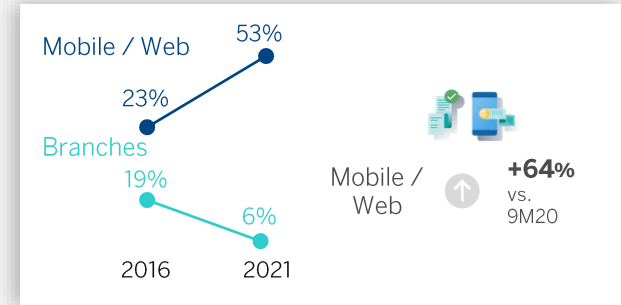 53%
Mobile / Web
23%
Branches
19%
6%
2016 2021
Mobile /
Web
+64%
vs.
9M20